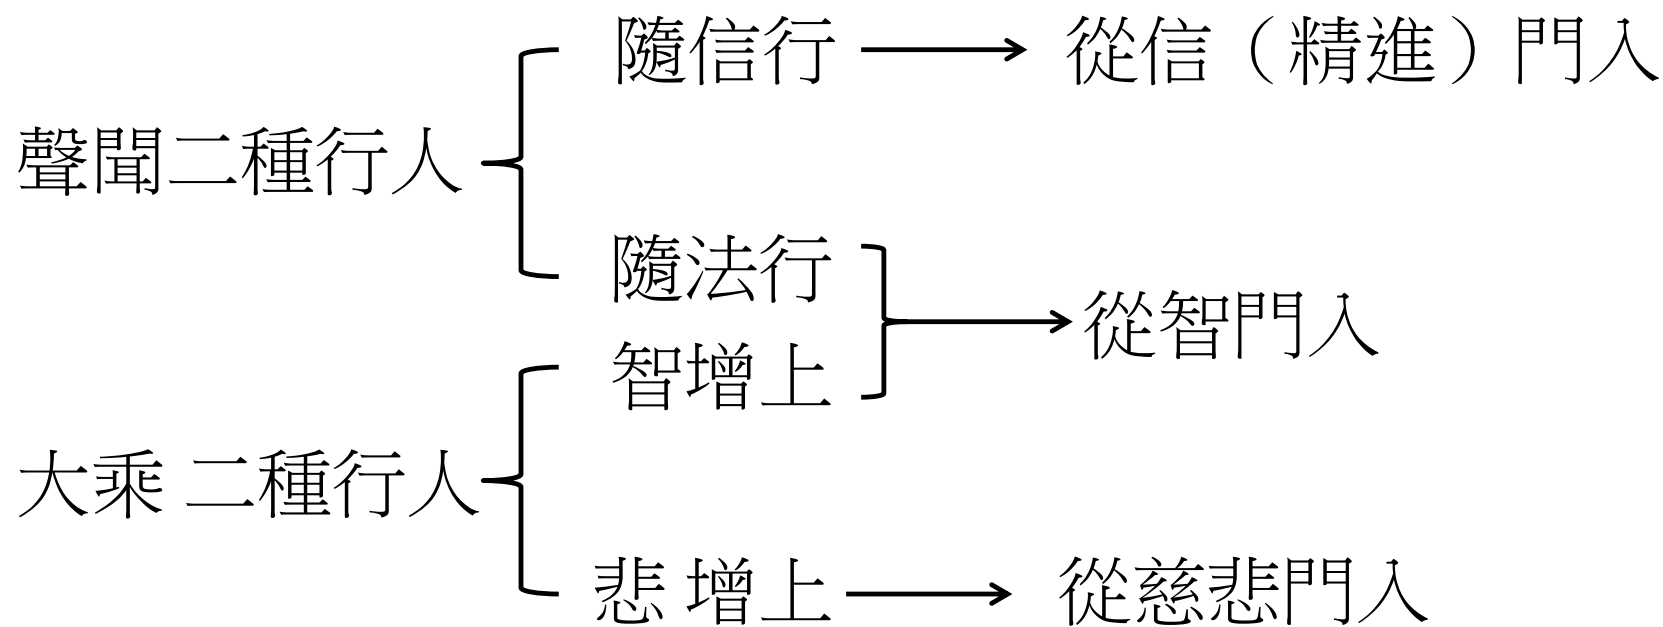 隨信行 從信（精進）門入
聲聞二種行人
隨法行
從智門入
智增上
大乘 二種行人
悲 增上 從慈悲門入